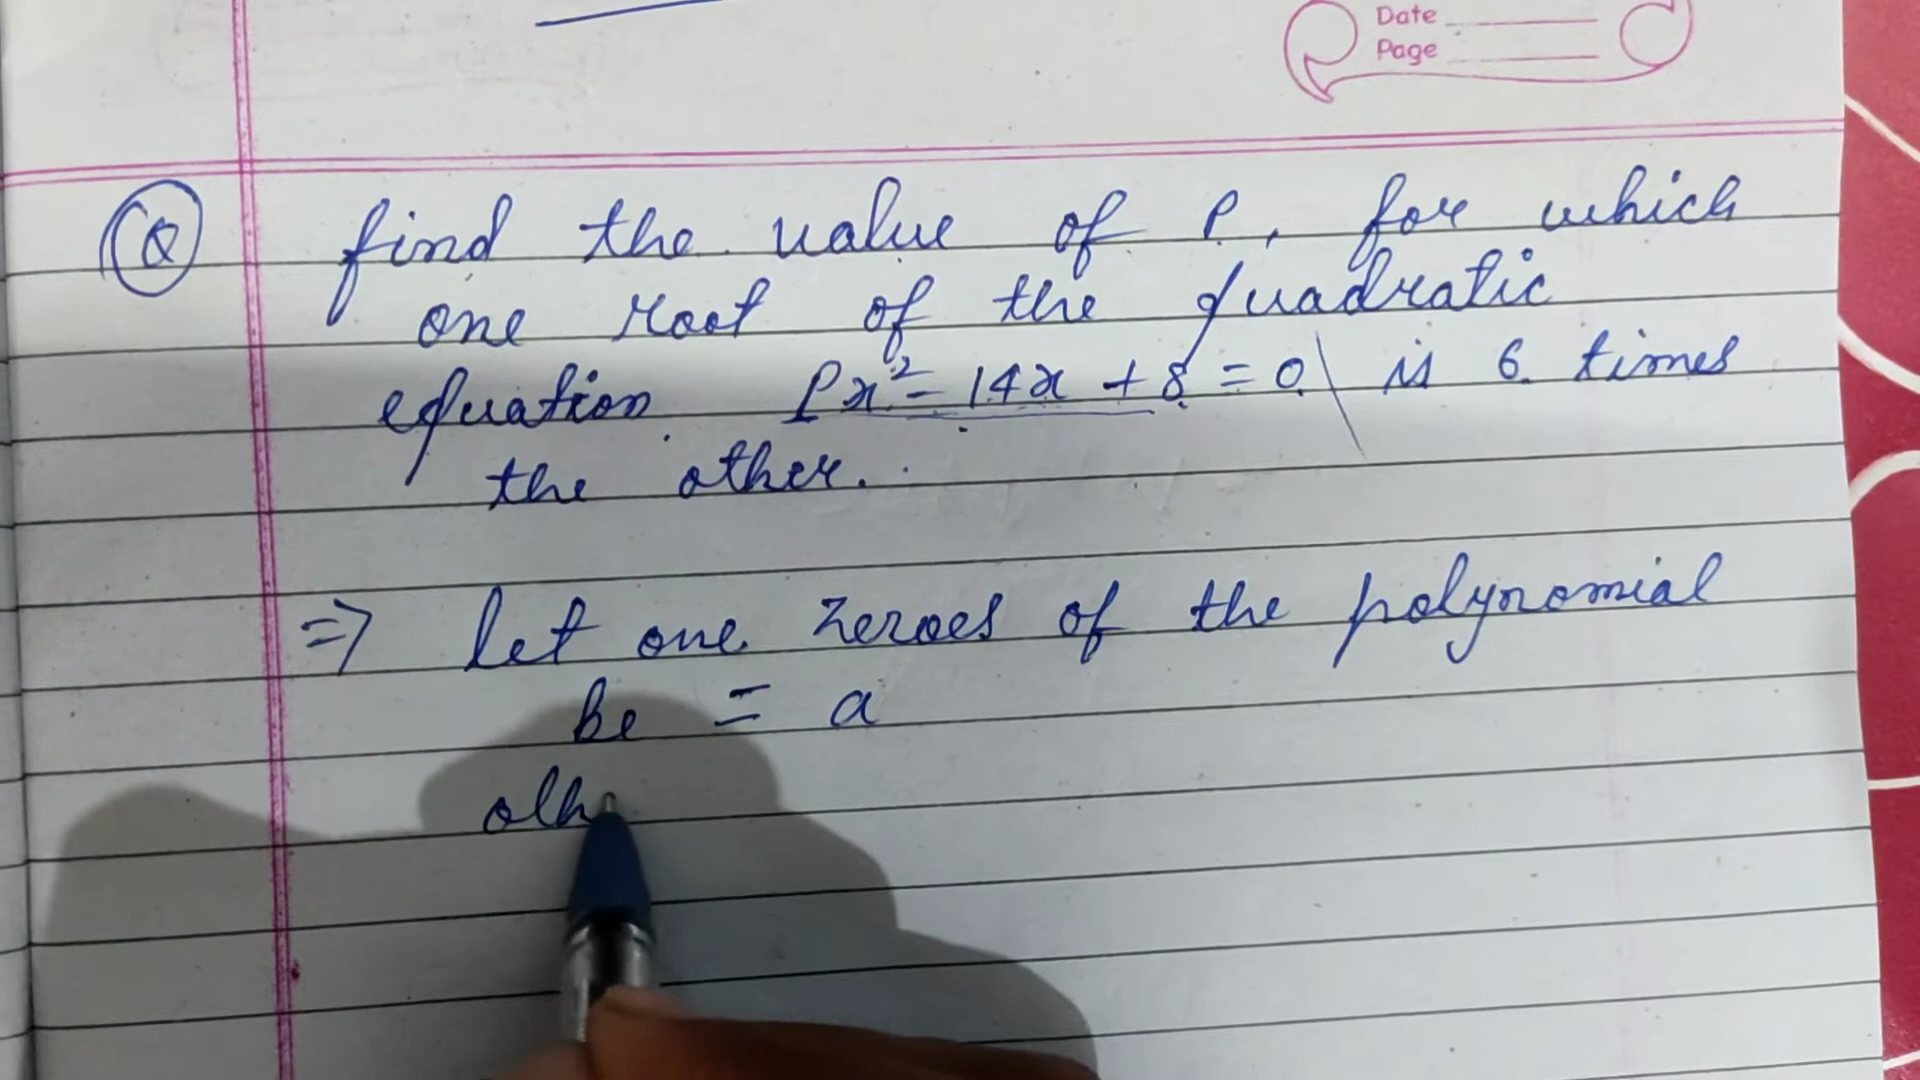 Date
Page
Q find the value of P, for which
one root of the quadratic
equation Px² - 14x + 8 = 0 is 6 times
the other.
⇒ let one zeroes of the polynomial
be = a
oth